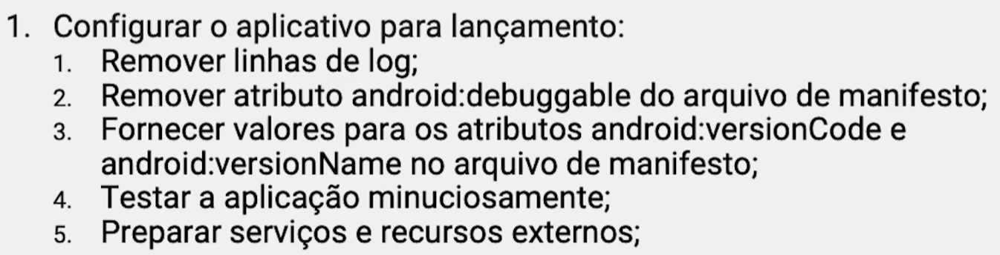 1. Configurar o aplicativo para lançamento:
1. Remover linhas de log;
2. Remover atributo android:debuggable do arquivo de manifesto;
3. Fornecer valores para os atributos android:versionCode e
android:versionName no arquivo de manifesto;
4. Testar a aplicação minuciosamente;
5. Preparar serviços e recursos externos;